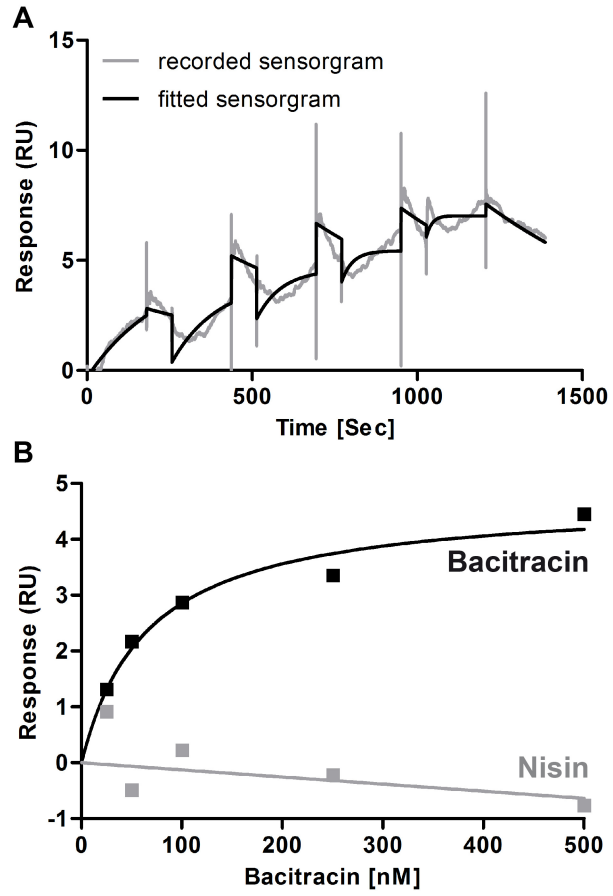 A
15
recorded sensorgram
fitted sensorgram
10
5
0
Response (RU)
0 500 1000 1500
Time [Sec]
B
5
4
3
2
1
0
-1
Response (RU)
Bacitracin
Nisin
0 100 200 300 400 500
Bacitracin [nM]